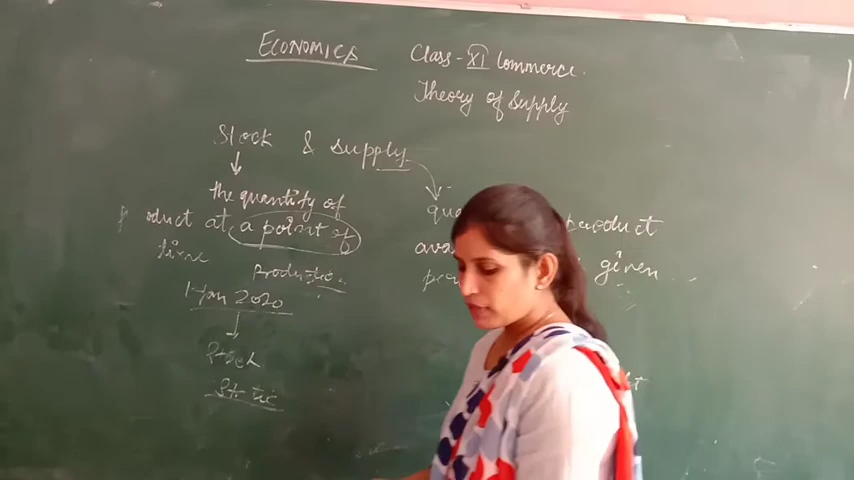 ECONOMICS
Class - XI Commerce.
Theory of Supply
Stock & supply
the quantity of
product at a point of
time
product
given
Production
1-Jan 2020
Stock
Static